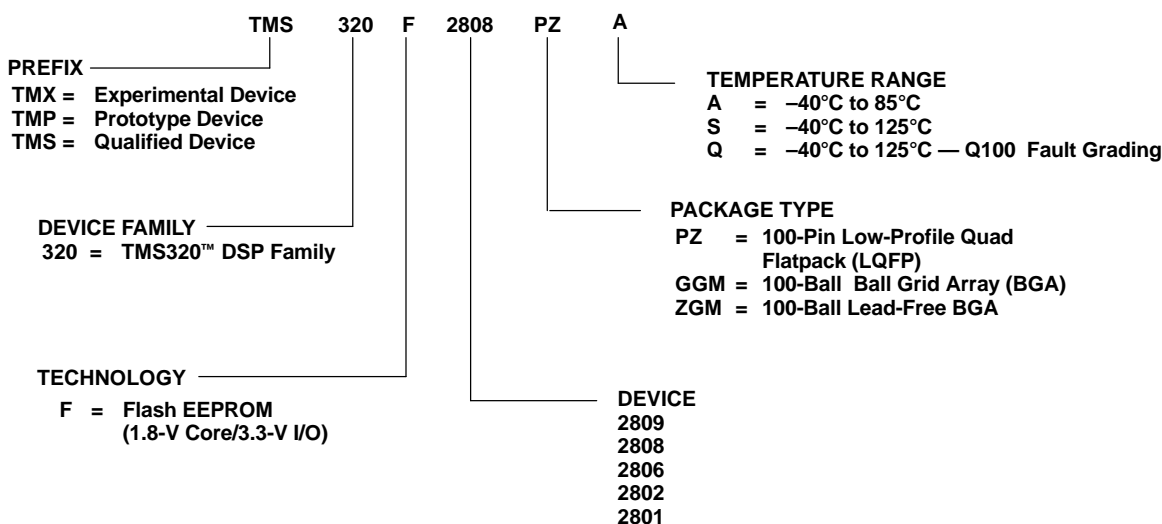 TMS 320 F 2808 PZ A
PREFIX
TMX = Experimental Device
TMP = Prototype Device
TMS = Qualified Device
TEMPERATURE RANGE
A = –40°C to 85°C
S = –40°C to 125°C
Q = –40°C to 125°C — Q100 Fault Grading
DEVICE FAMILY
320 = TMS320™ DSP Family
PACKAGE TYPE
PZ = 100-Pin Low-Profile Quad
Flatpack (LQFP)
GGM = 100-Ball Ball Grid Array (BGA)
ZGM = 100-Ball Lead-Free BGA
TECHNOLOGY
F = Flash EEPROM
(1.8-V Core/3.3-V I/O)
DEVICE
2809
2808
2806
2802
2801